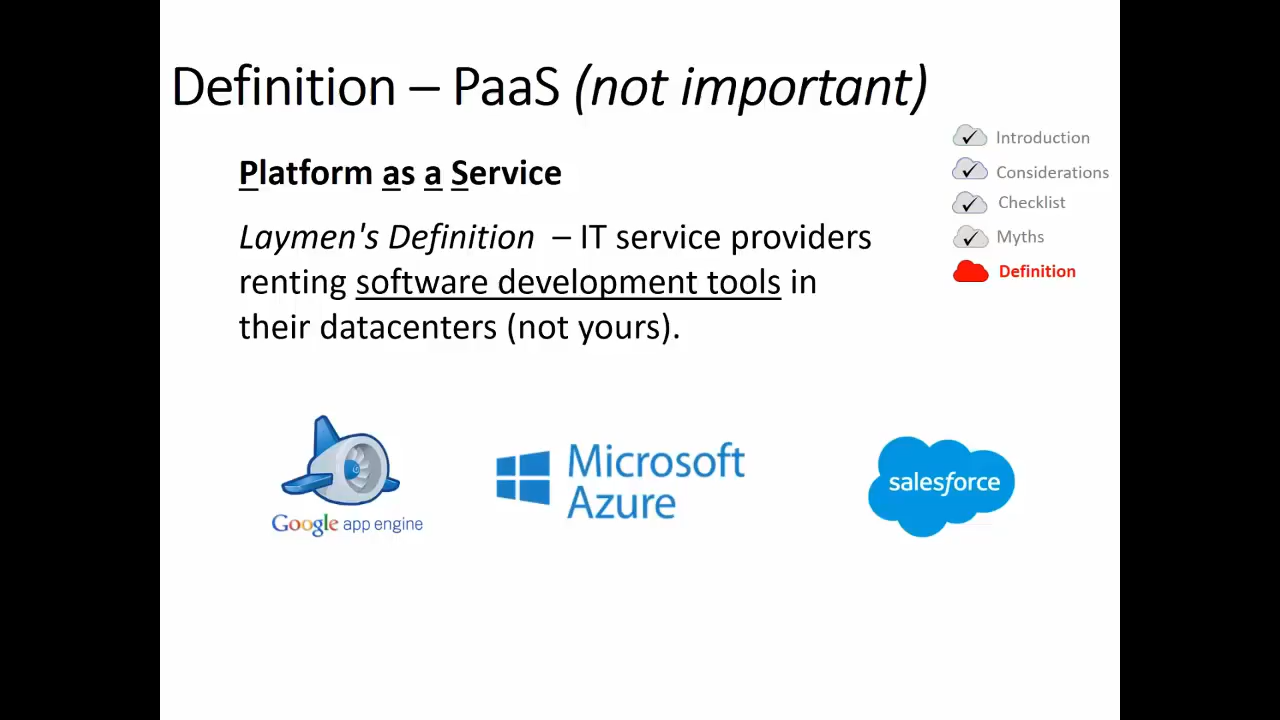 Definition – PaaS (not important)
Platform as a Service
Laymen's Definition – IT service providers
renting software development tools in
their datacenters (not yours).
Introduction
Considerations
Checklist
Myths
Definition
Google app engine
Microsoft
Azure
salesforce